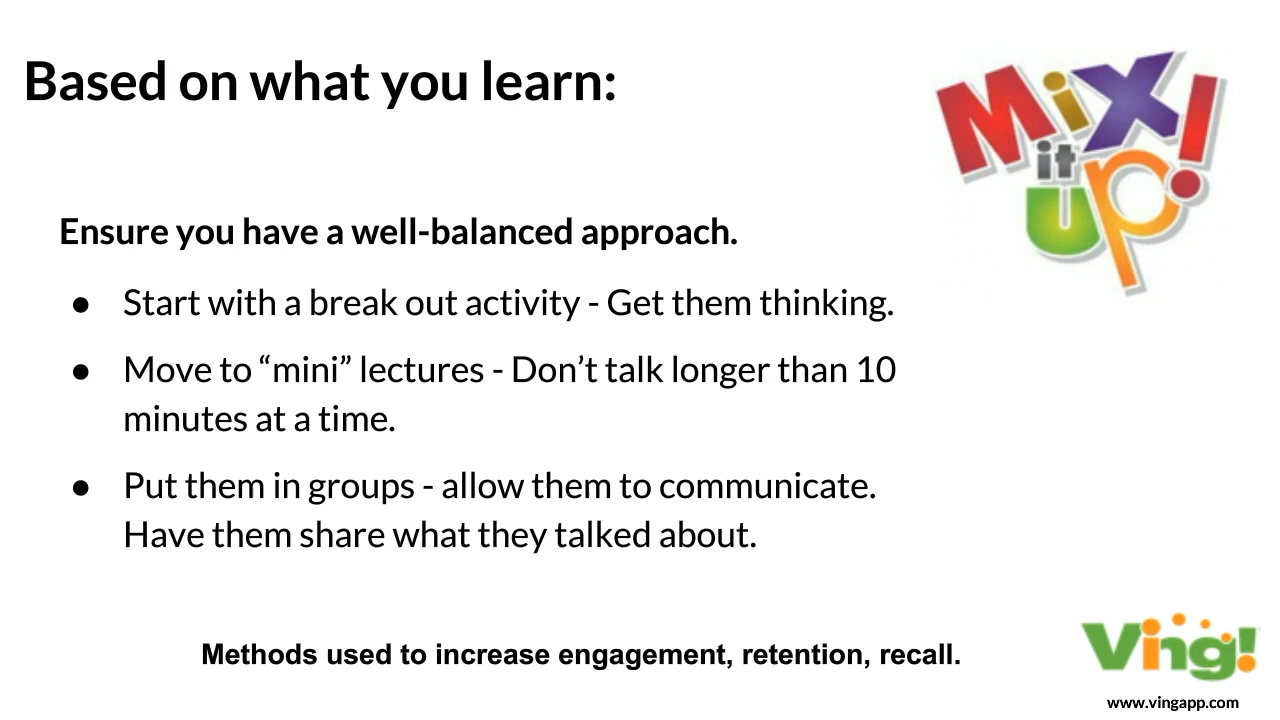 Based on what you learn:
MiX it UP!
Ensure you have a well-balanced approach.
● Start with a break out activity - Get them thinking.
● Move to “mini” lectures - Don’t talk longer than 10
minutes at a time.
● Put them in groups - allow them to communicate.
Have them share what they talked about.
Methods used to increase engagement, retention, recall.
Ving!
www.vingapp.com